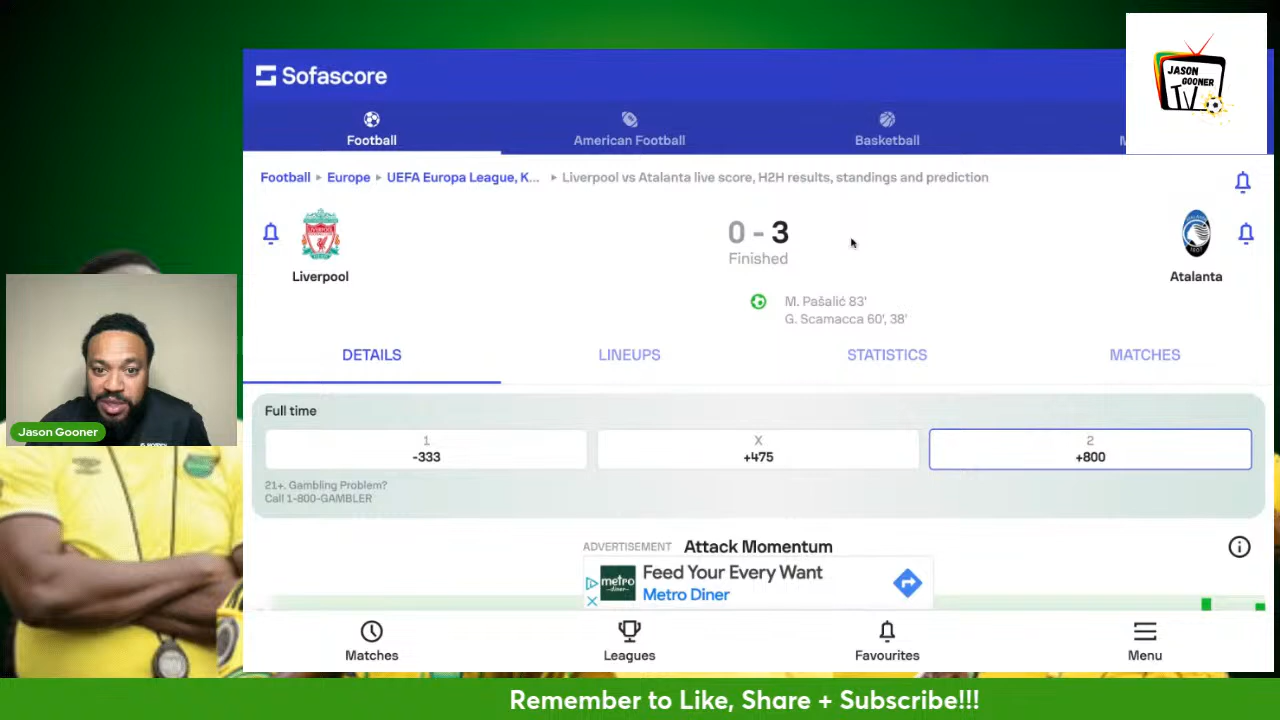 JASON
GOONER
TV
Sofascore
Football
American Football
Basketball
M
Football ▸ Europe ▸ UEFA Europa League, K... ▸ Liverpool vs Atalanta live score, H2H results, standings and prediction
Liverpool
0 - 3
Finished
Atalanta
M. Pašalić 83'
G. Scamacca 60', 38'
DETAILS
LINEUPS
STATISTICS
MATCHES
Full time
1
-333
X
+475
2
+800
21+. Gambling Problem?
Call 1-800-GAMBLER
ADVERTISEMENT
Attack Momentum
metro
diner
Feed Your Every Want
Metro Diner
Matches
Leagues
Favourites
Menu
Jason Gooner
Remember to Like, Share + Subscribe!!!